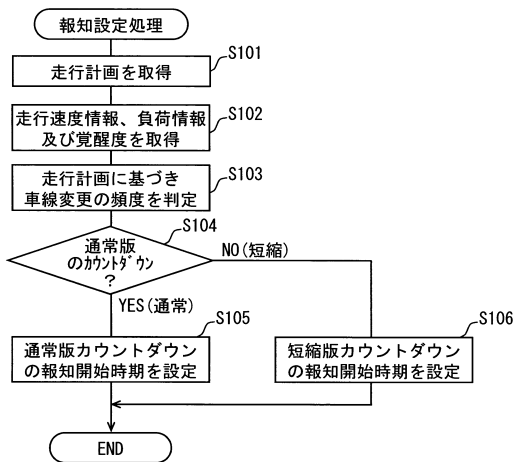 報知設定処理
S101
走行計画を取得
S102
走行速度情報、負荷情報
及び覚醒度を取得
S103
走行計画に基づき
車線変更の頻度を判定
S104
通常版
のｶｳﾝﾄﾀﾞｳﾝ
?
NO(短縮)
YES(通常)
S105
通常版カウントダウン
の報知開始時期を設定
S106
短縮版カウントダウン
の報知開始時期を設定
END